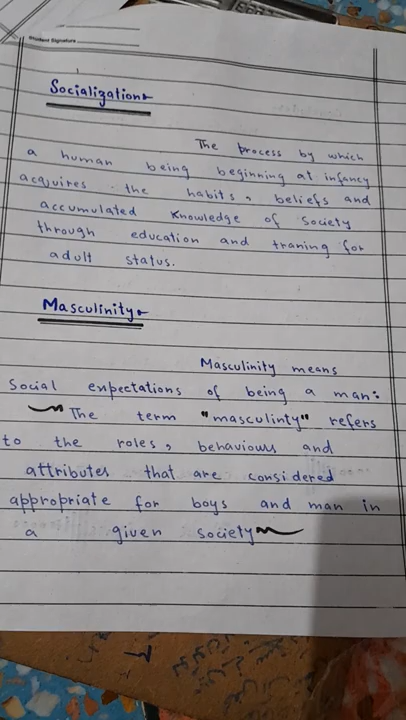 Student Signature
Socialization
The process by which
a human being beginning at infancy
acquires the habits, beliefs and
accumulated knowledge of society
through education and traning for
adult status.
Masculinity
Masculinity means
Social expectations of being a man:
The term "masculinty" refers
to the roles, behaviours and
attributes that are considered
appropriate for boys and man in
a given society